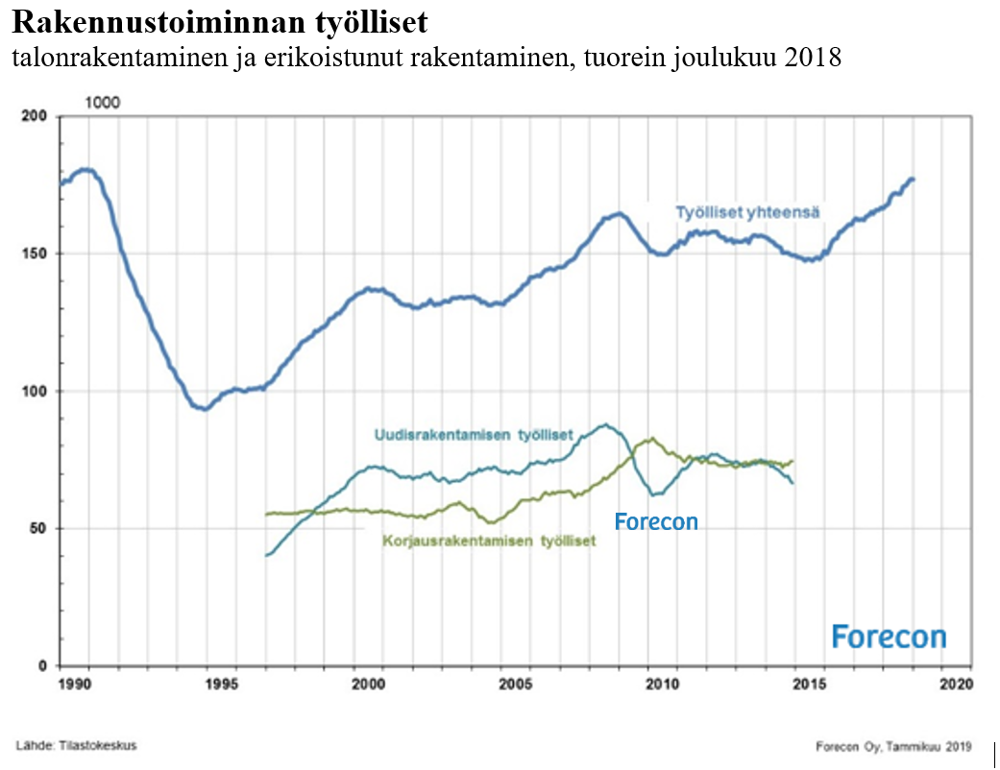 Rakennustoiminnan työlliset
talonrakentaminen ja erikoistunut rakentaminen, tuorein joulukuu 2018
1000
200
Työlliset yhteensä
150
100
Uudisrakentamisen työlliset
Forecon
50
Korjausrakentamisen työlliset
Forecon
0
1990 1995 2000 2005 2010 2015 2020
Lähde: Tilastokeskus
Forecon Oy, Tammikuu 2019